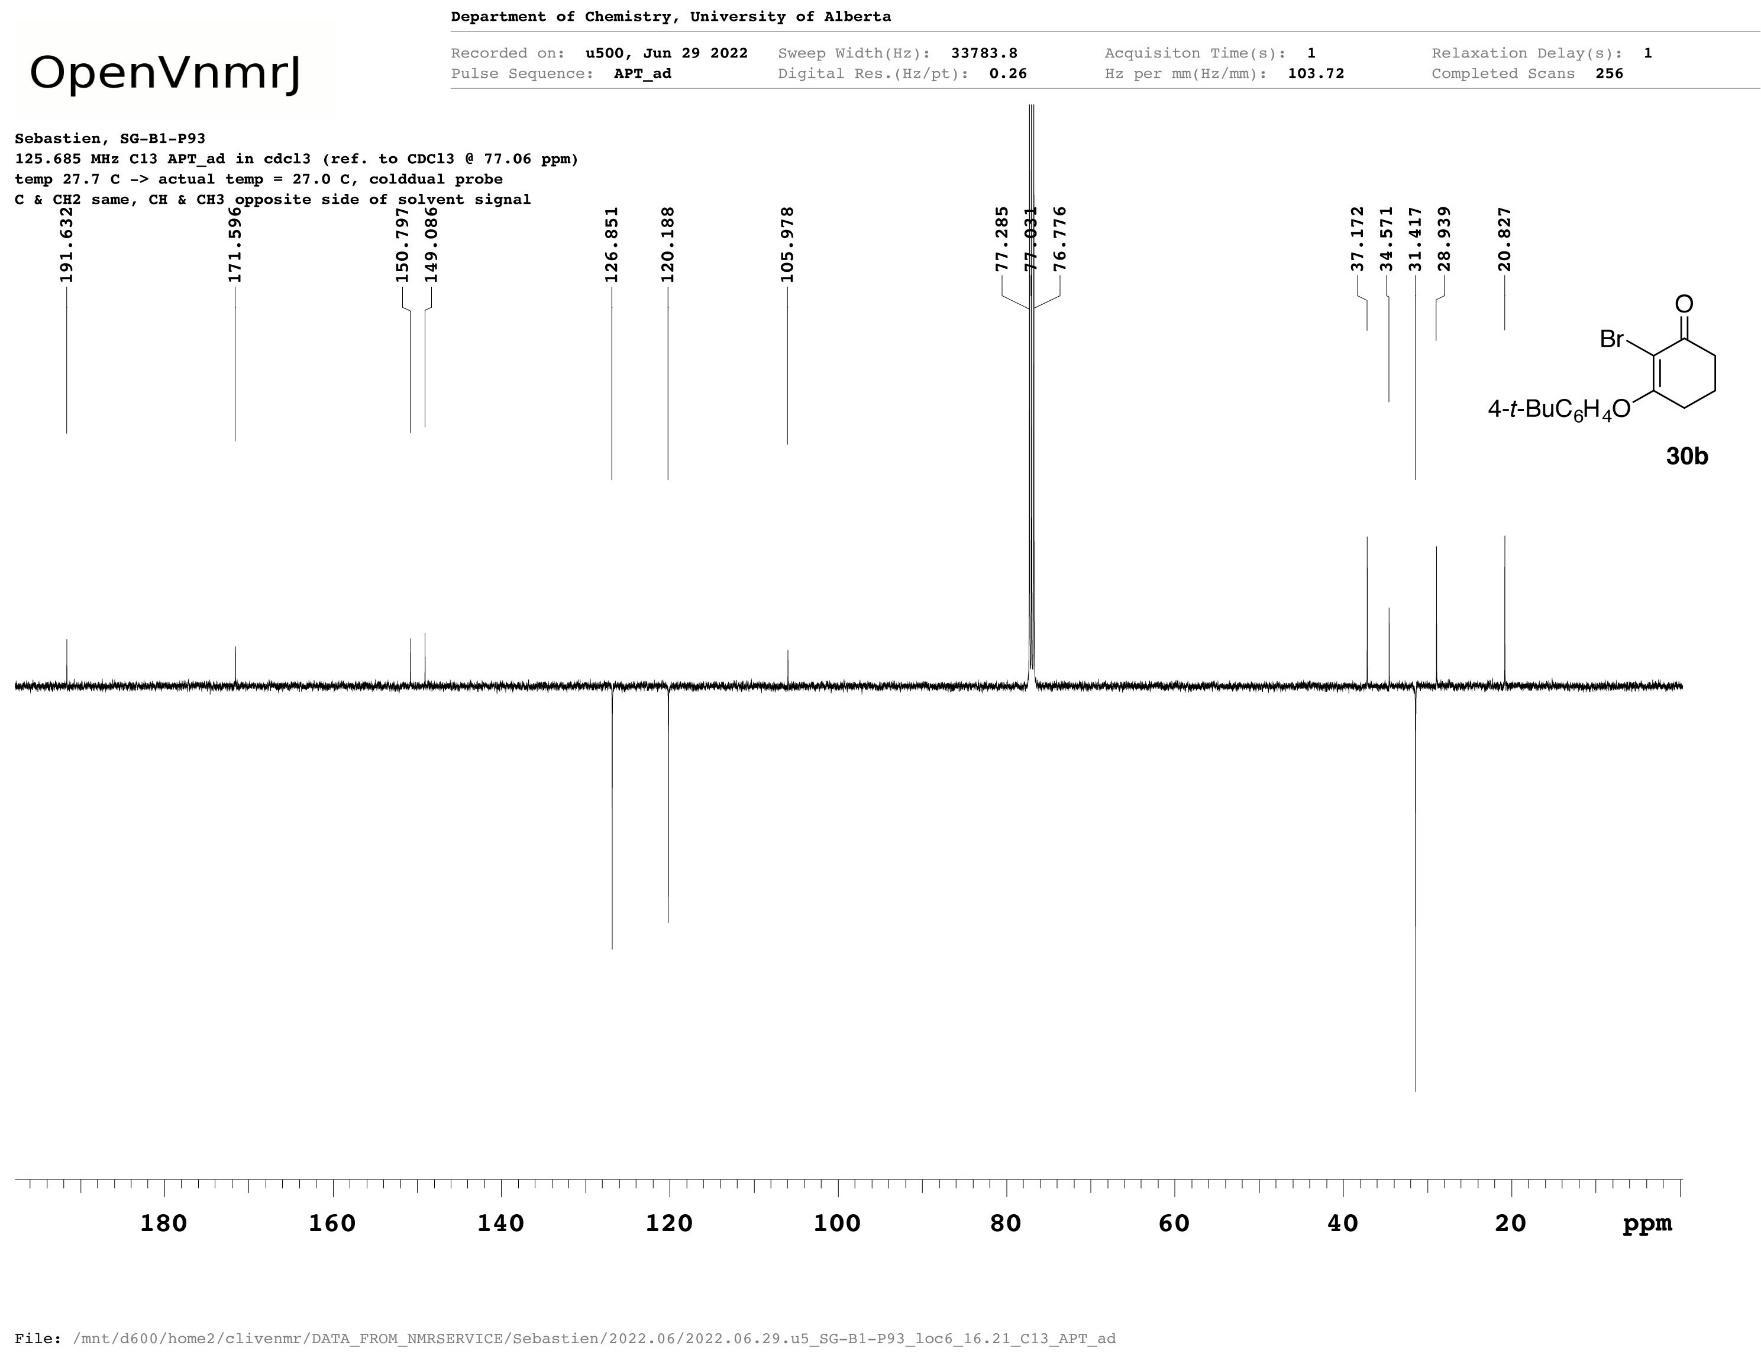 Department of Chemistry, University of Alberta
OpenVnmrJ
Recorded on: u500, Jun 29 2022 Sweep Width(Hz): 33783.8 Acquisiton Time(s): 1 Relaxation Delay(s): 1
Pulse Sequence: APT_ad Digital Res.(Hz/pt): 0.26 Hz per mm(Hz/mm): 103.72 Completed Scans 256
Sebastien, SG-B1-P93
125.685 MHz C13 APT_ad in cdcl3 (ref. to CDCl3 @ 77.06 ppm)
temp 27.7 C -> actual temp = 27.0 C, colddual probe
C & CH2 same, CH & CH3 opposite side of solvent signal
191.632
171.596
150.797
149.086
126.851
120.188
105.978
77.285
77.031
76.776
37.172
34.571
31.417
28.939
20.827
O
Br
4-t-BuC6H4O
30b
180 160 140 120 100 80 60 40 20 ppm
File: /mnt/d600/home2/clivenmr/DATA_FROM_NMRSERVICE/Sebastien/2022.06/2022.06.29.u5_SG-B1-P93_loc6_16.21_C13_APT_ad